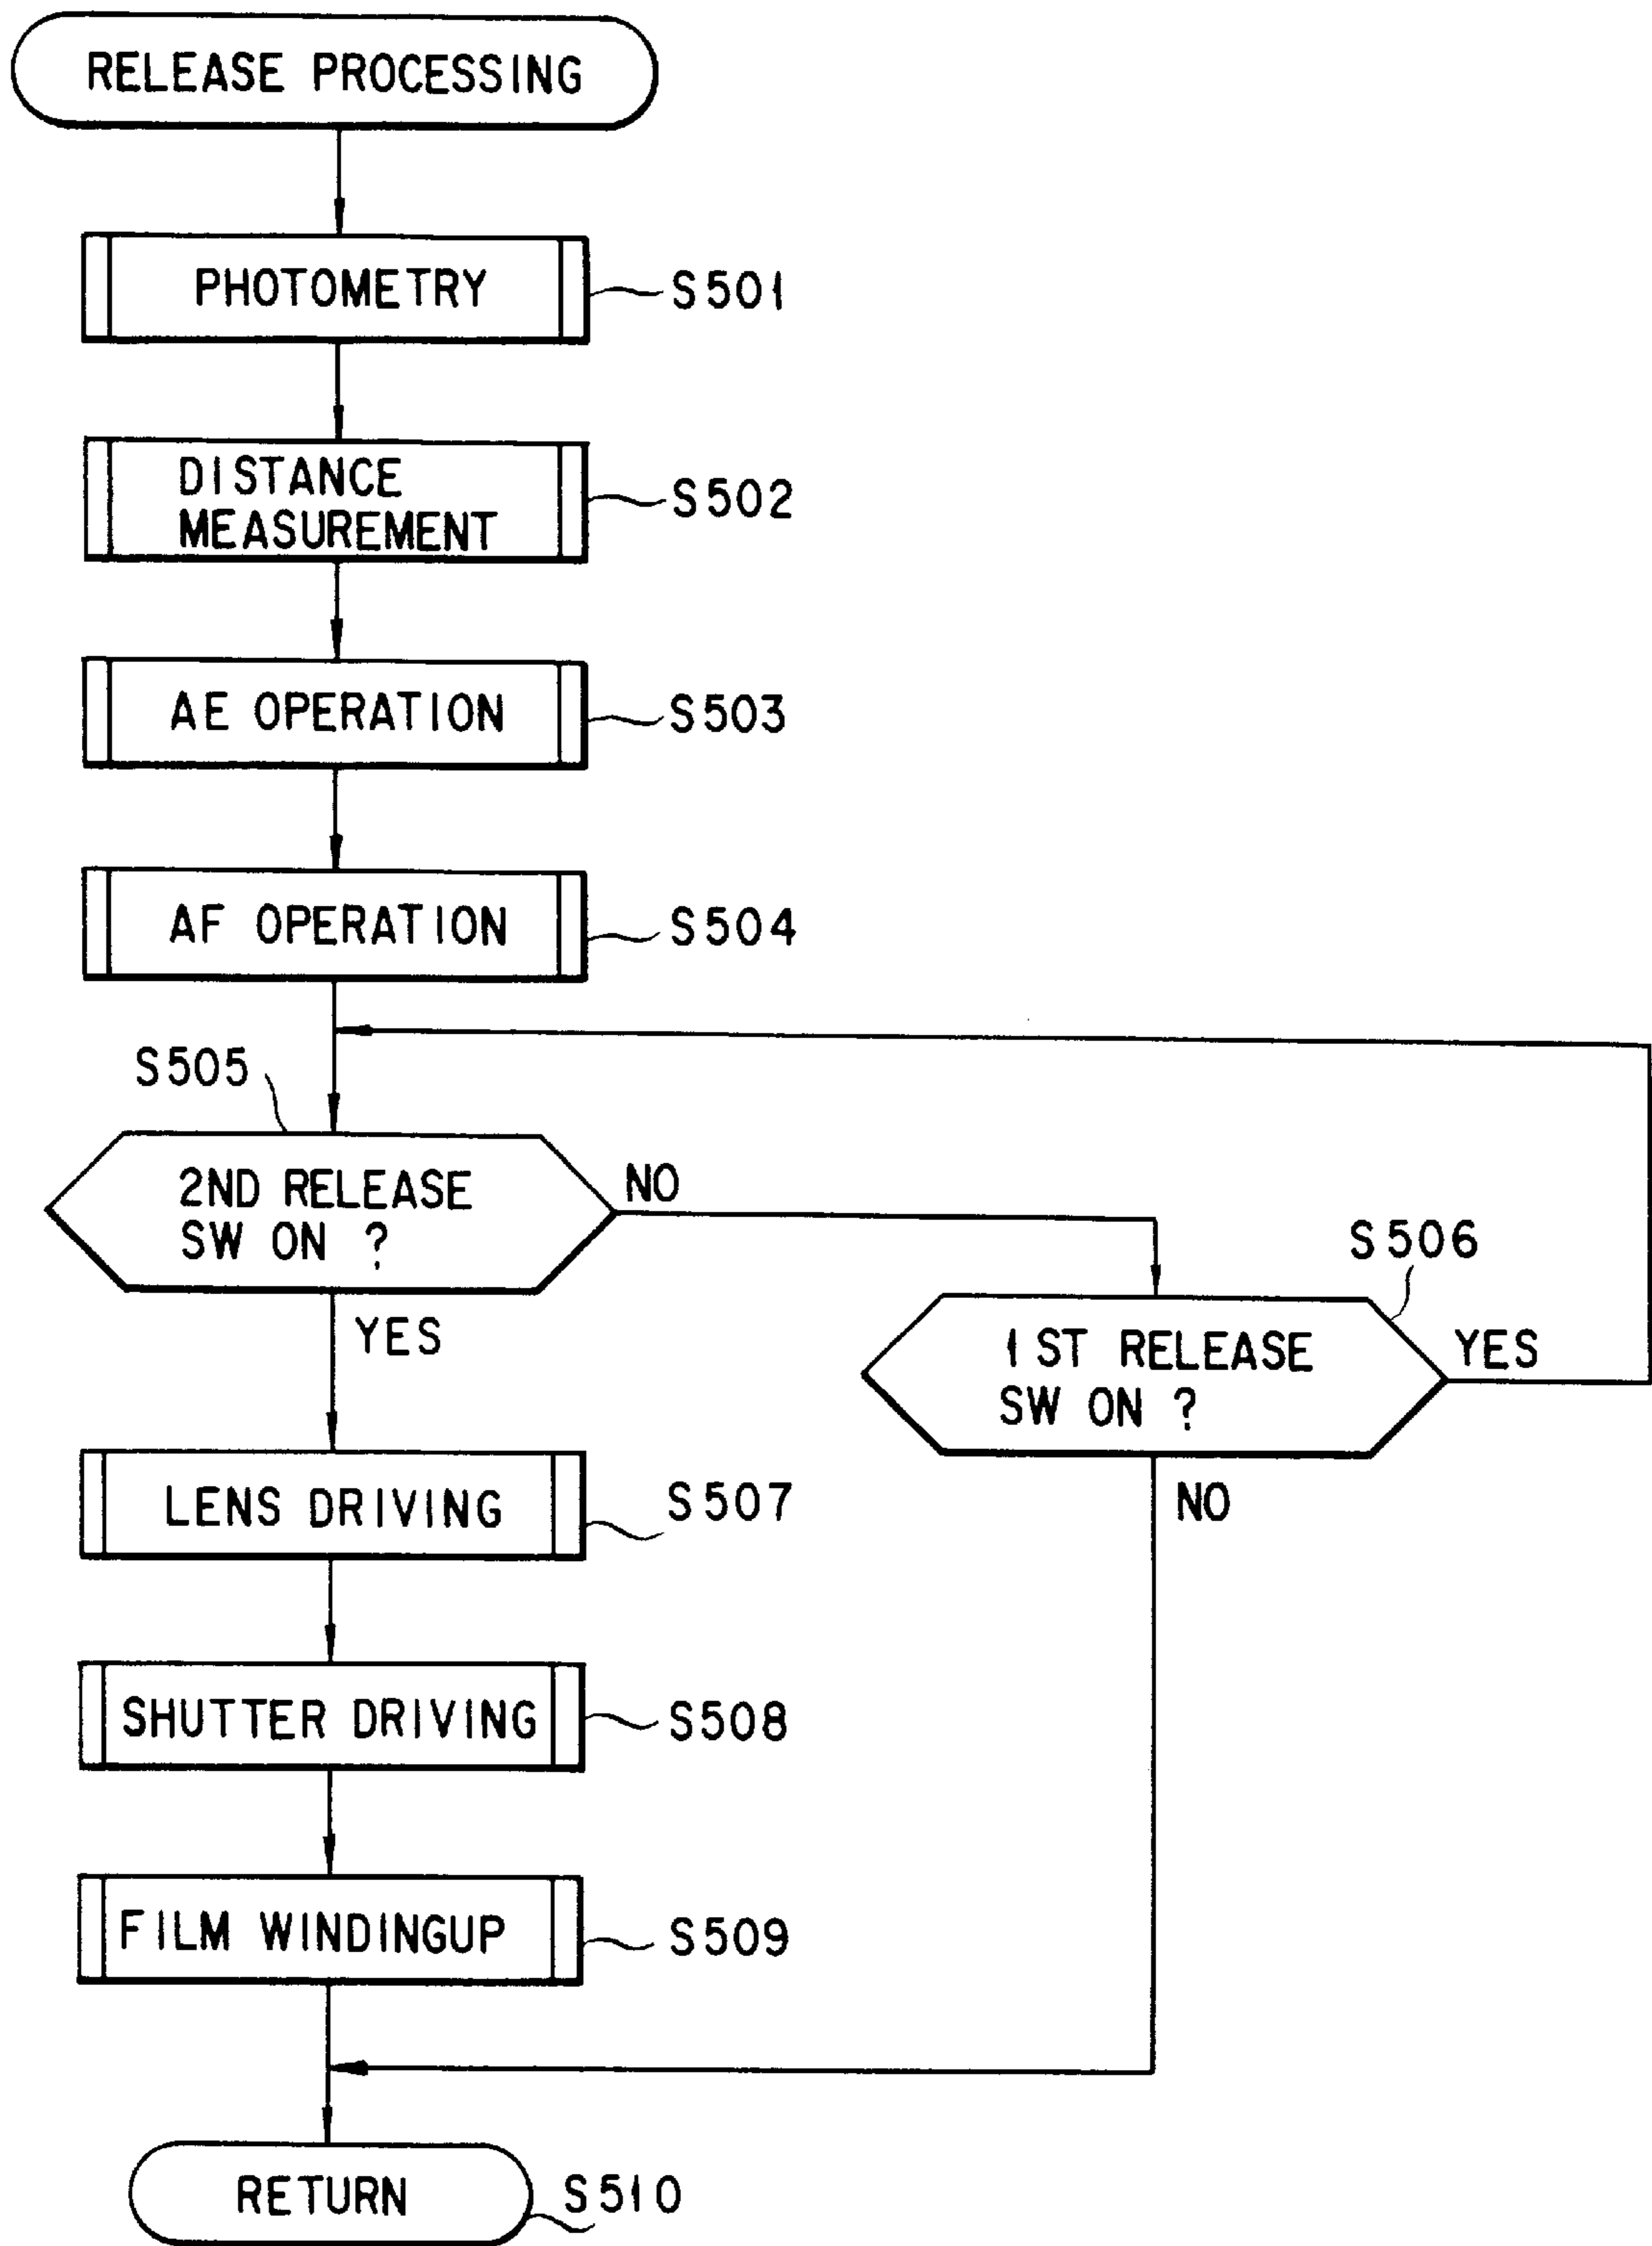 RELEASE PROCESSING
PHOTOMETRY
S501
DISTANCE
MEASUREMENT
S502
AE OPERATION
S503
AF OPERATION
S504
S505
2ND RELEASE
SW ON ?
NO
YES
S506
1ST RELEASE
SW ON ?
YES
NO
LENS DRIVING
S507
SHUTTER DRIVING
S508
FILM WINDINGUP
S509
RETURN
S510